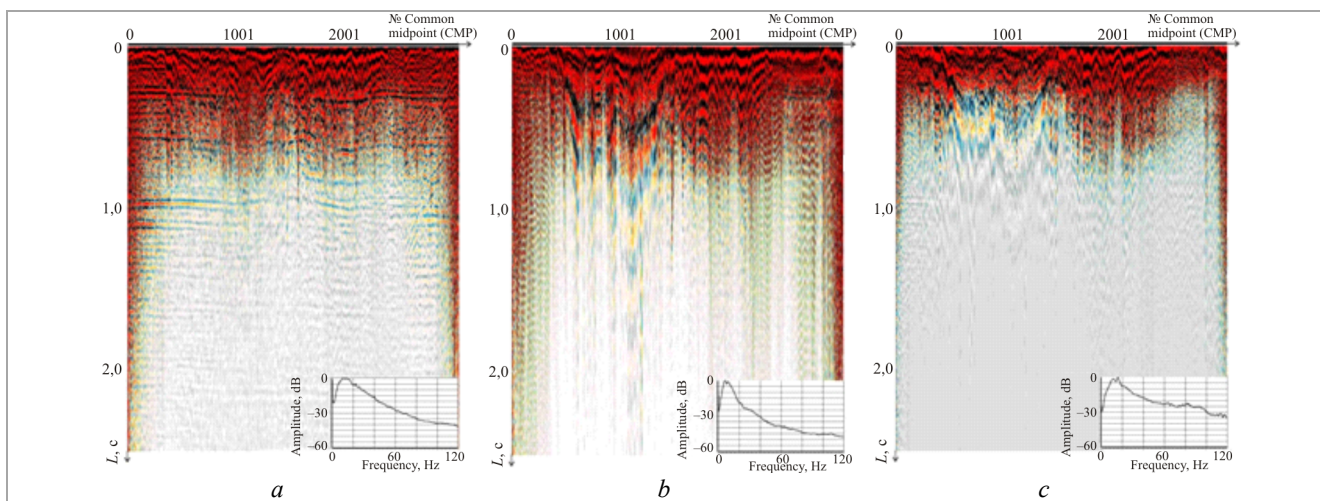 № Common
0 1001 2001 midpoint (CMP)
0
1,0
2,0
L, c
Amplitude, dB
0
–30
–60
0 60 120
Frequency, Hz
a
№ Common
0 1001 2001 midpoint (CMP)
0
1,0
2,0
L, c
Amplitude, dB
0
–30
–60
0 60 120
Frequency, Hz
b
№ Common
0 1001 2001 midpoint (CMP)
0
1,0
2,0
L, c
Amplitude, dB
0
–30
–60
0 60 120
Frequency, Hz
c